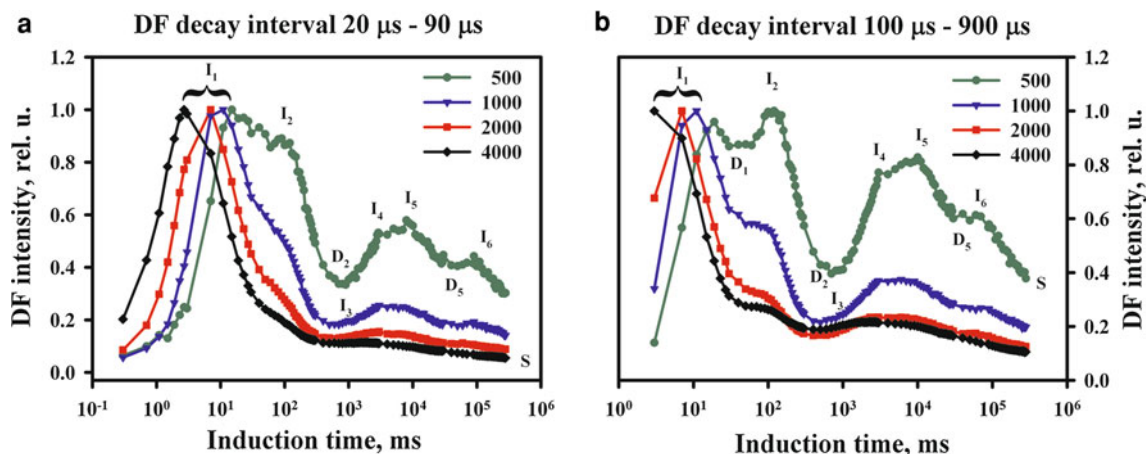 a
DF decay interval 20 μs - 90 μs
DF intensity, rel. u.
1.2
1.0
0.8
0.6
0.4
0.2
0.0
I1
I2
D2
I3
I4
I5
D5
I6
S
500
1000
2000
4000
10-1
100
101
102
103
104
105
106
Induction time, ms
b
DF decay interval 100 μs - 900 μs
I1
D1
I2
D2
I3
I4
I5
D5
I6
S
500
1000
2000
4000
1.2
1.0
0.8
0.6
0.4
0.2
0.0
DF intensity, rel. u.
100
101
102
103
104
105
106
Induction time, ms